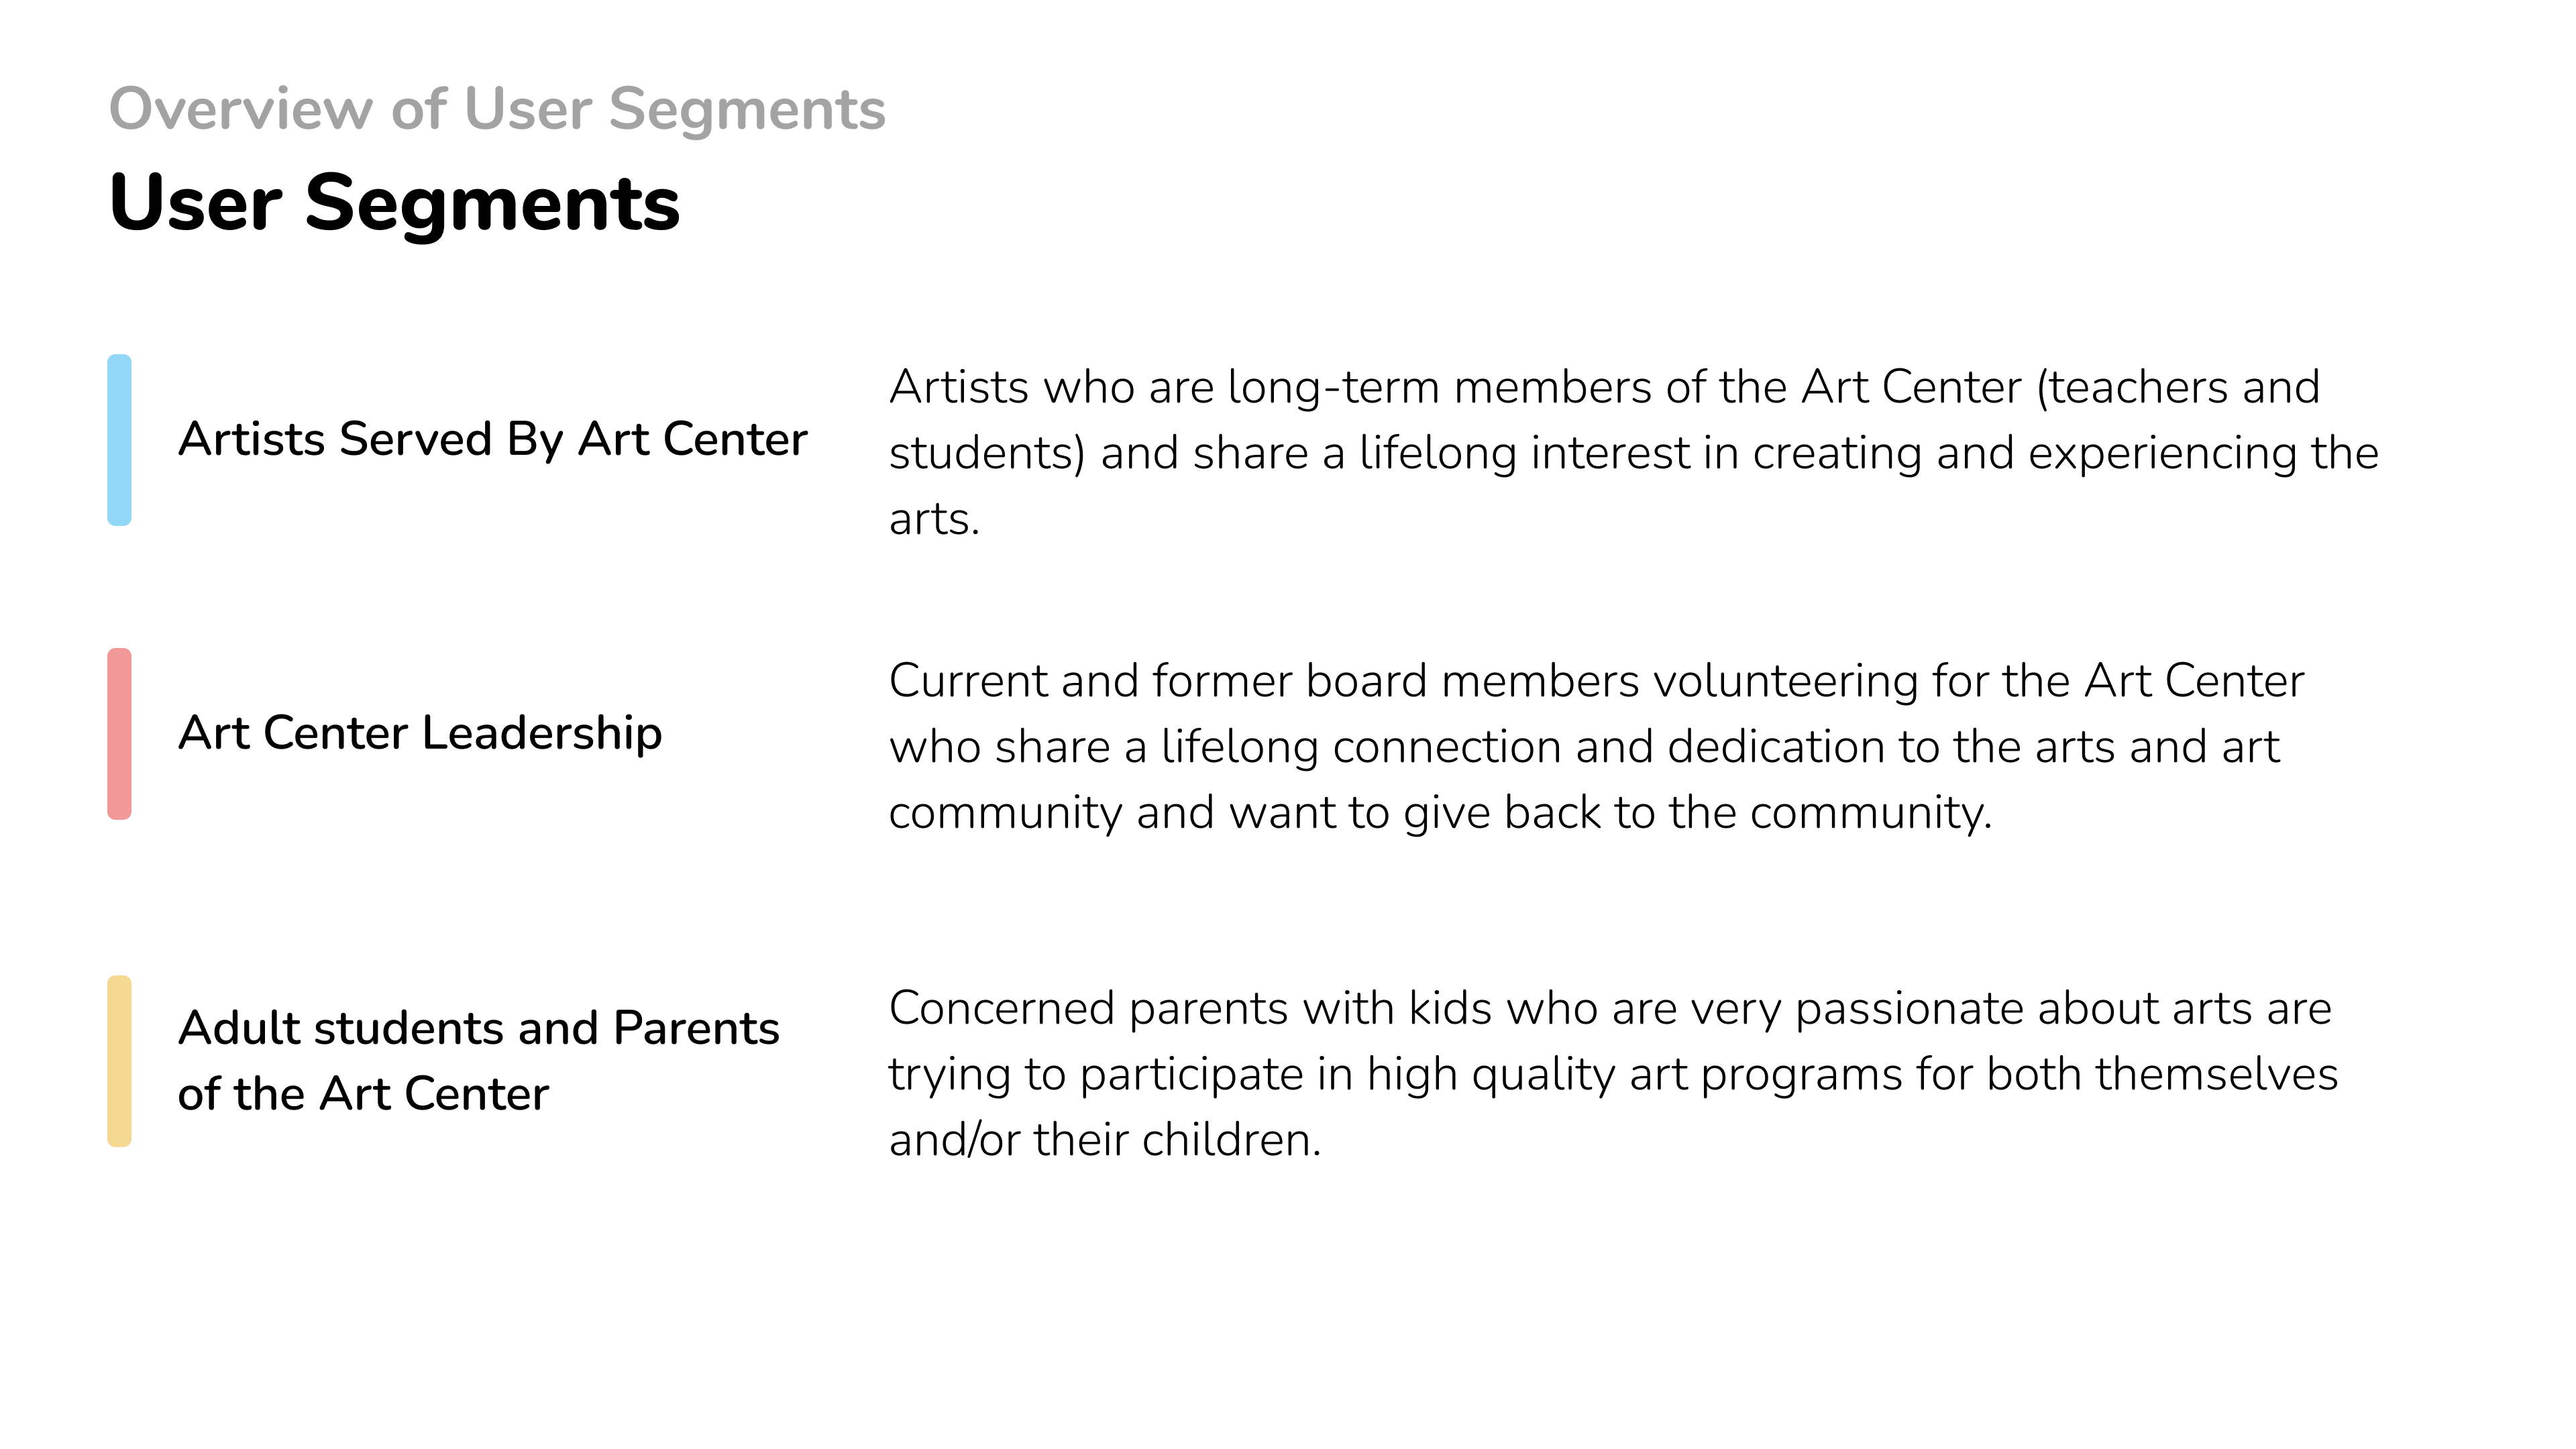 Overview of User Segments
User Segments
Artists Served By Art Center
Artists who are long-term members of the Art Center (teachers and
students) and share a lifelong interest in creating and experiencing the
arts.
Art Center Leadership
Current and former board members volunteering for the Art Center
who share a lifelong connection and dedication to the arts and art
community and want to give back to the community.
Adult students and Parents
of the Art Center
Concerned parents with kids who are very passionate about arts are
trying to participate in high quality art programs for both themselves
and/or their children.